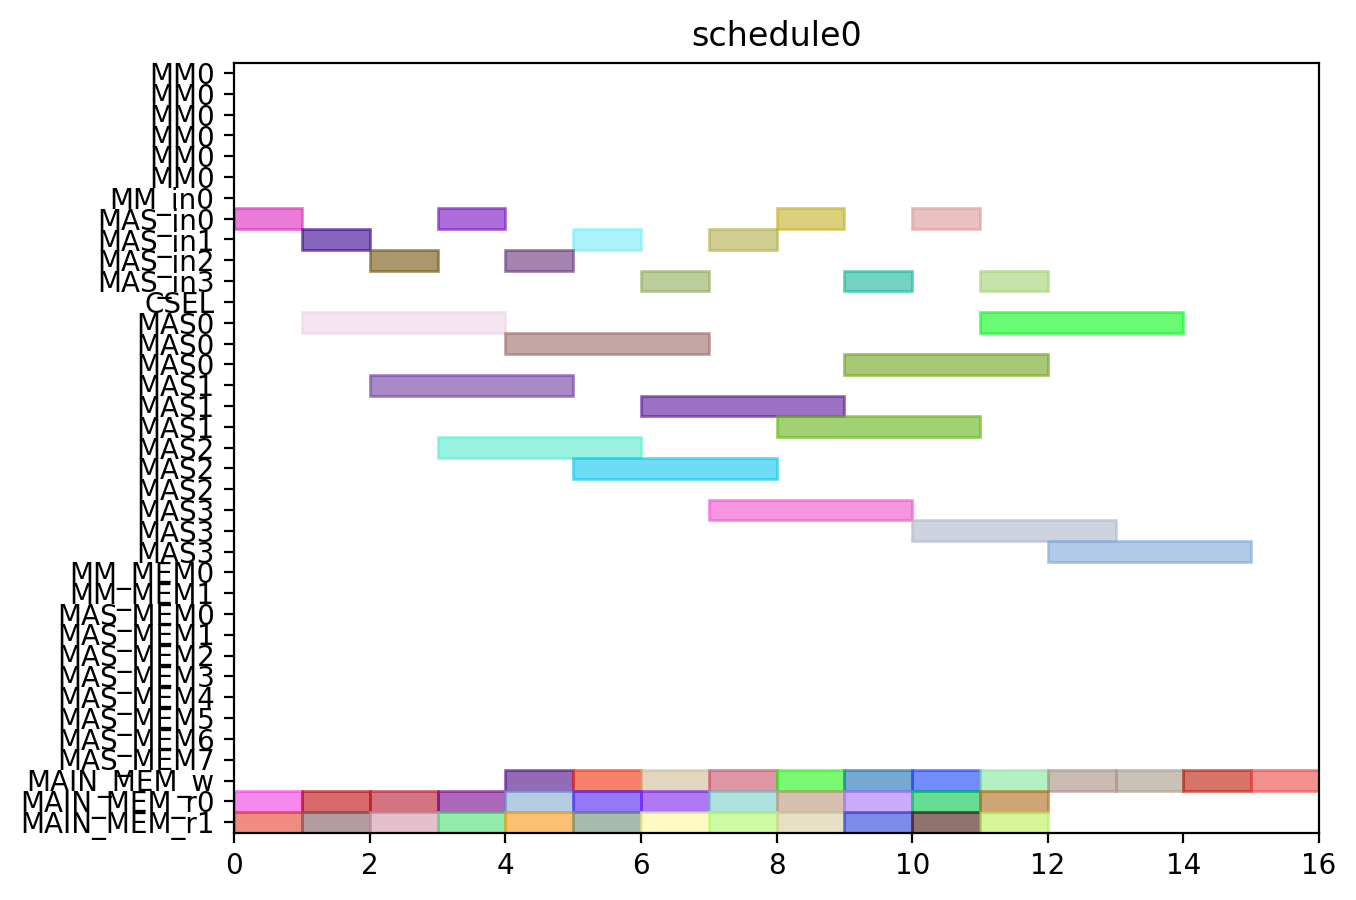 schedule0
MM0
MM0
MM0
MM0
MM0
MM0
MM_in0
MAS_in0
MAS_in1
MAS_in2
MAS_in3
CSEL
MAS0
MAS0
MAS0
MAS1
MAS1
MAS1
MAS2
MAS2
MAS2
MAS3
MAS3
MAS3
MM_MEM0
MM_MEM1
MAS_MEM0
MAS_MEM1
MAS_MEM2
MAS_MEM3
MAS_MEM4
MAS_MEM5
MAS_MEM6
MAS_MEM7
MAIN_MEM_w
MAIN_MEM_r0
MAIN_MEM_r1
0 2 4 6 8 10 12 14 16